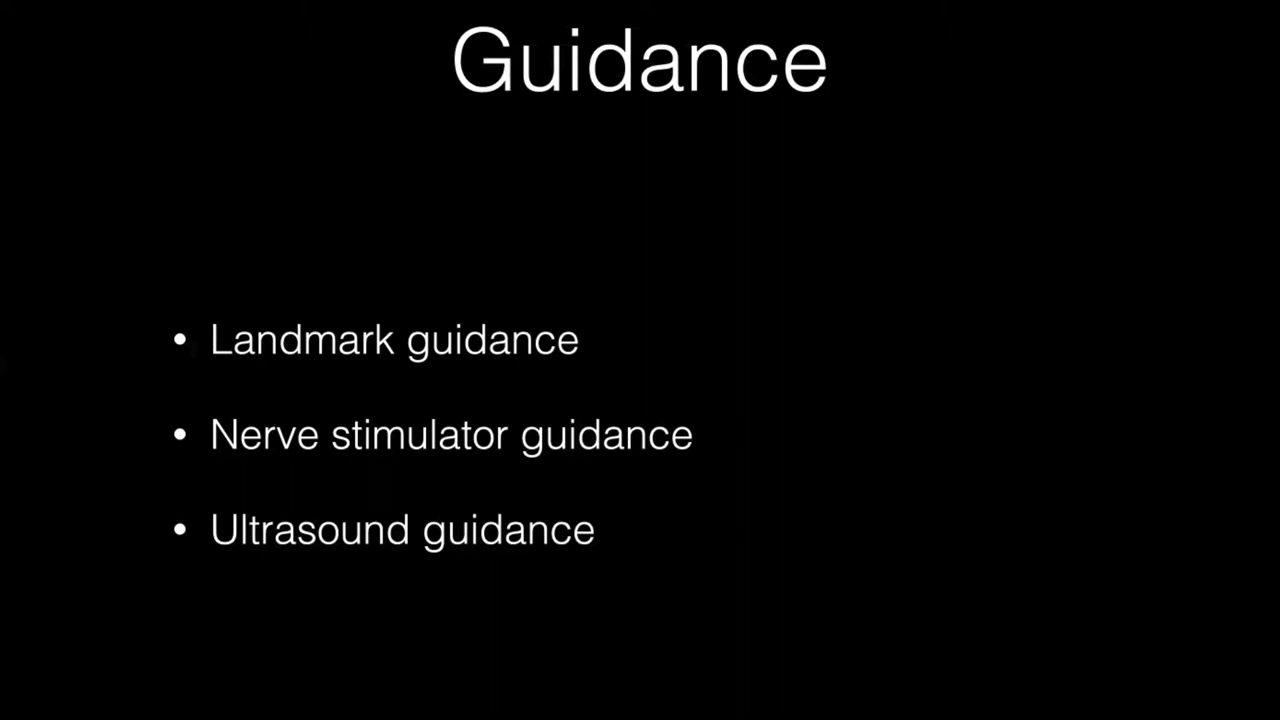 Guidance
• Landmark guidance
• Nerve stimulator guidance
• Ultrasound guidance